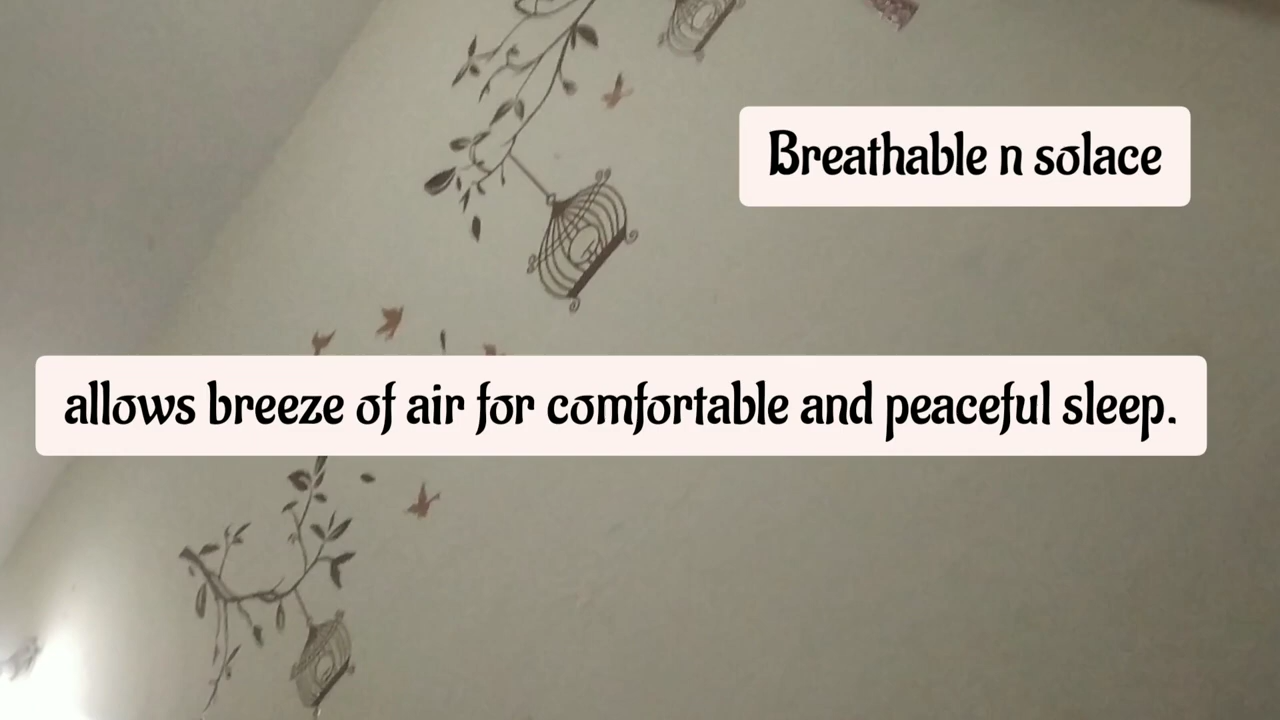 Breathable n solace
allows breeze of air for comfortable and peaceful sleep.